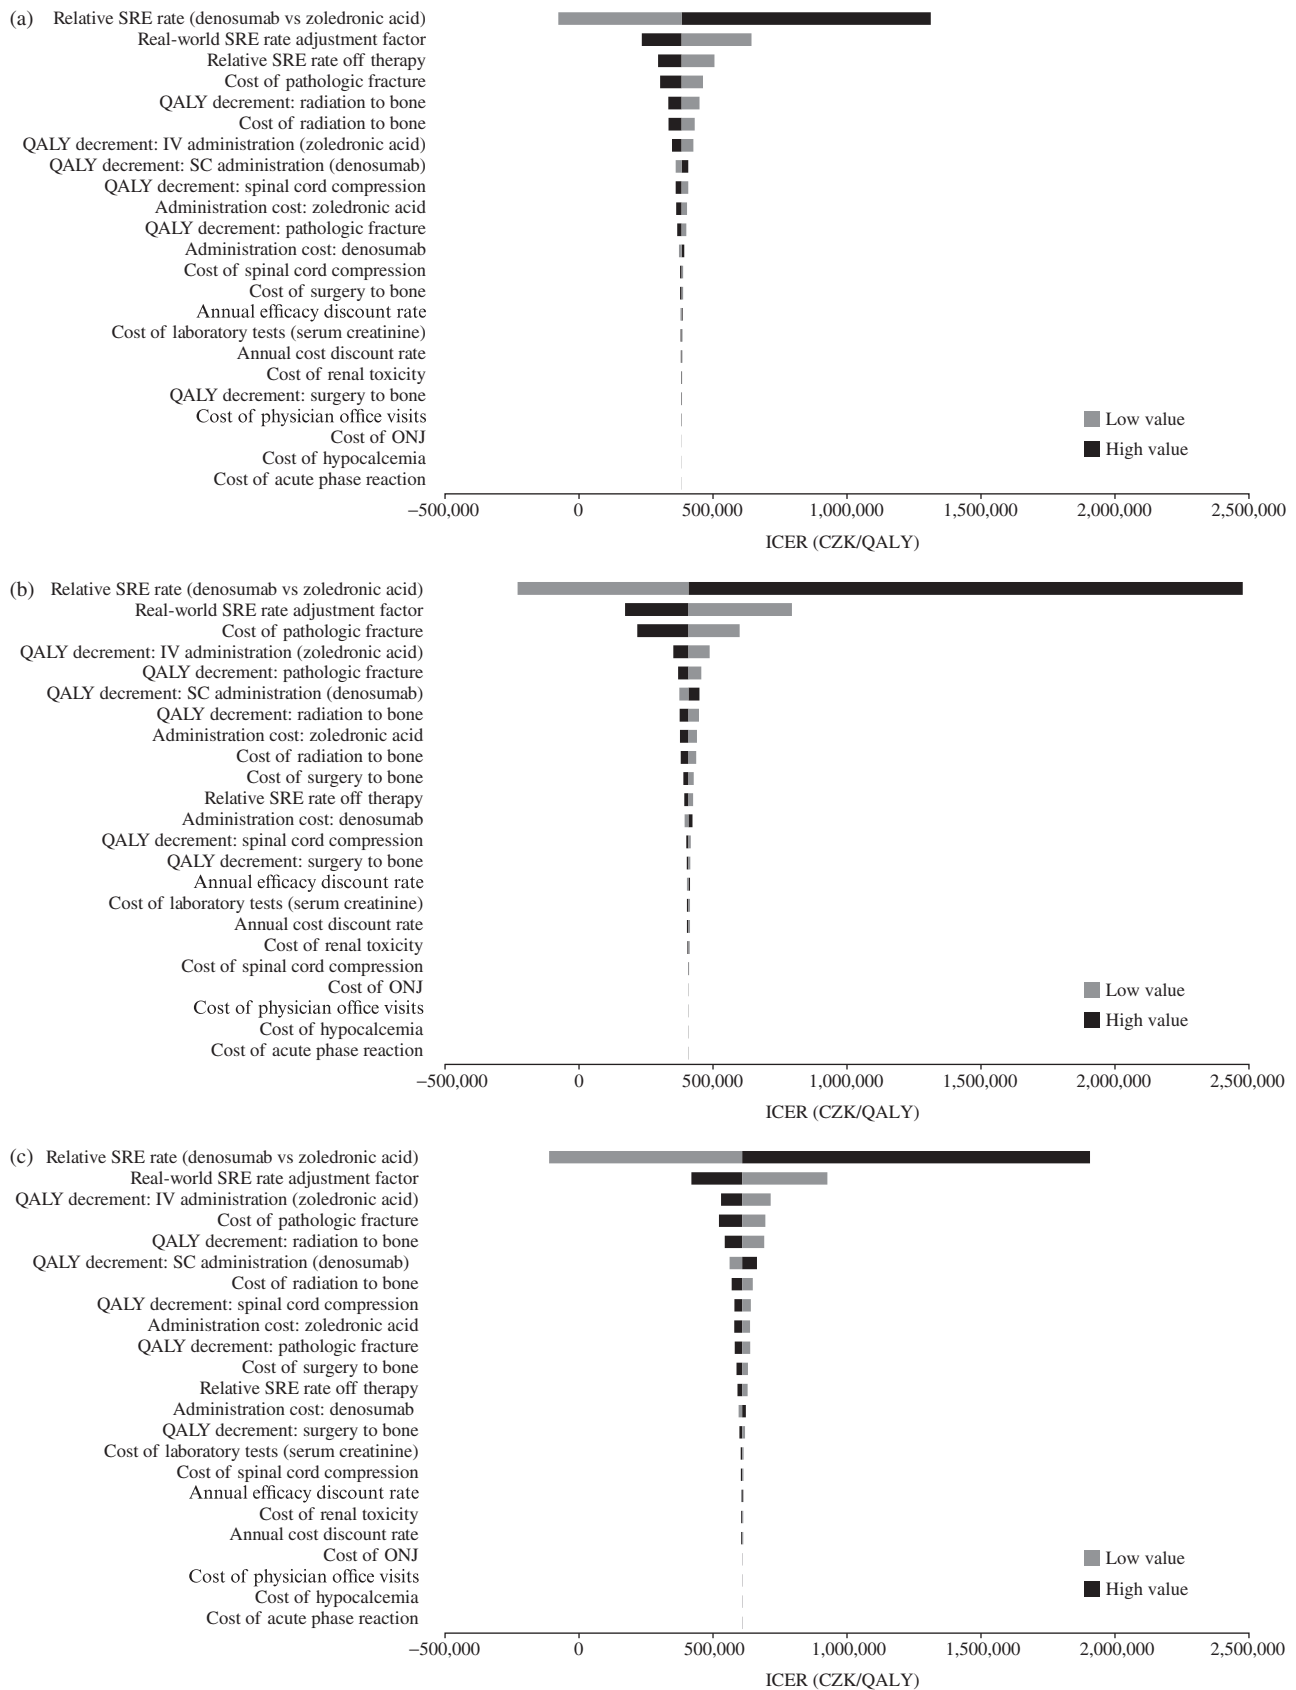 (a) Relative SRE rate (denosumab vs zoledronic acid)
Real-world SRE rate adjustment factor
Relative SRE rate off therapy
Cost of pathologic fracture
QALY decrement: radiation to bone
Cost of radiation to bone
QALY decrement: IV administration (zoledronic acid)
QALY decrement: SC administration (denosumab)
QALY decrement: spinal cord compression
Administration cost: zoledronic acid
QALY decrement: pathologic fracture
Administration cost: denosumab
Cost of spinal cord compression
Cost of surgery to bone
Annual efficacy discount rate
Cost of laboratory tests (serum creatinine)
Annual cost discount rate
Cost of renal toxicity
QALY decrement: surgery to bone
Cost of physician office visits
Cost of ONJ
Cost of hypocalcemia
Cost of acute phase reaction
Low value
High value
−500,000 0 500,000 1,000,000 1,500,000 2,000,000 2,500,000
ICER (CZK/QALY)
(b) Relative SRE rate (denosumab vs zoledronic acid)
Real-world SRE rate adjustment factor
Cost of pathologic fracture
QALY decrement: IV administration (zoledronic acid)
QALY decrement: pathologic fracture
QALY decrement: SC administration (denosumab)
QALY decrement: radiation to bone
Administration cost: zoledronic acid
Cost of radiation to bone
Cost of surgery to bone
Relative SRE rate off therapy
Administration cost: denosumab
QALY decrement: spinal cord compression
QALY decrement: surgery to bone
Annual efficacy discount rate
Cost of laboratory tests (serum creatinine)
Annual cost discount rate
Cost of renal toxicity
Cost of spinal cord compression
Cost of ONJ
Cost of physician office visits
Cost of hypocalcemia
Cost of acute phase reaction
Low value
High value
−500,000 0 500,000 1,000,000 1,500,000 2,000,000 2,500,000
ICER (CZK/QALY)
(c) Relative SRE rate (denosumab vs zoledronic acid)
Real-world SRE rate adjustment factor
QALY decrement: IV administration (zoledronic acid)
Cost of pathologic fracture
QALY decrement: radiation to bone
QALY decrement: SC administration (denosumab)
Cost of radiation to bone
QALY decrement: spinal cord compression
Administration cost: zoledronic acid
QALY decrement: pathologic fracture
Cost of surgery to bone
Relative SRE rate off therapy
Administration cost: denosumab
QALY decrement: surgery to bone
Cost of laboratory tests (serum creatinine)
Cost of spinal cord compression
Annual efficacy discount rate
Cost of renal toxicity
Annual cost discount rate
Cost of ONJ
Cost of physician office visits
Cost of hypocalcemia
Cost of acute phase reaction
Low value
High value
−500,000 0 500,000 1,000,000 1,500,000 2,000,000 2,500,000
ICER (CZK/QALY)